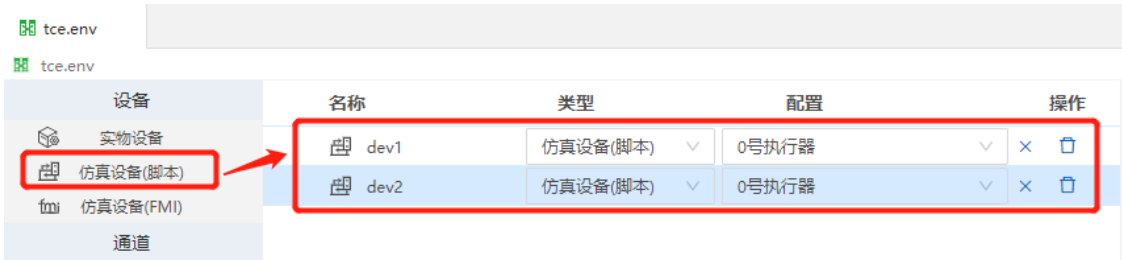 tce.env
tce.env
设备
名称 类型 配置 操作
实物设备
仿真设备(脚本)
仿真设备(FMI)
通道
dev1 仿真设备(脚本) 0号执行器
dev2 仿真设备(脚本) 0号执行器